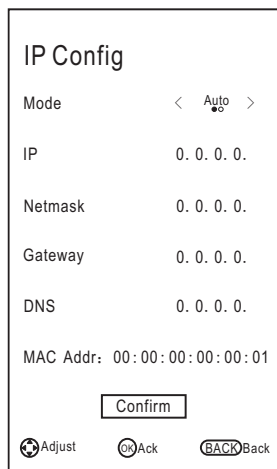 IP Config
Mode < Auto >
IP 0. 0. 0. 0.
Netmask 0. 0. 0. 0.
Gateway 0. 0. 0. 0.
DNS 0. 0. 0. 0.
MAC Addr：00：00：00：00：00：01
Confirm
Adjust OK Ack BACK Back